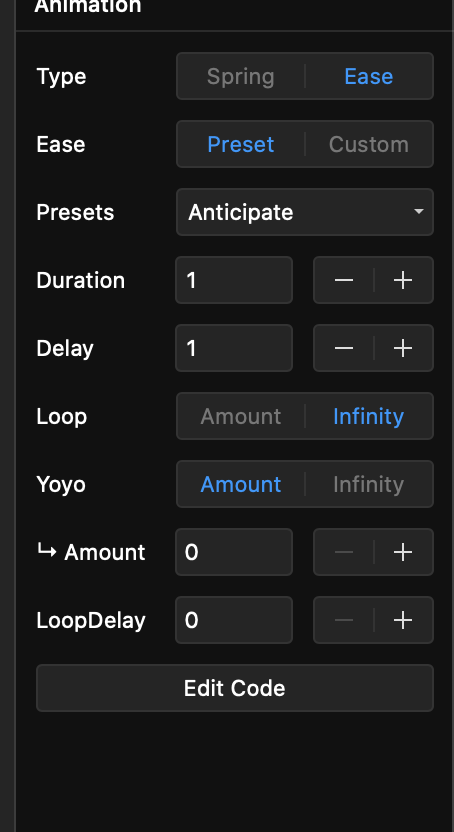 Animation
Type Spring Ease
Ease Preset Custom
Presets Anticipate
Duration 1 — +
Delay 1 — +
Loop Amount Infinity
Yoyo Amount Infinity
↳ Amount 0 — +
LoopDelay 0 — +
Edit Code